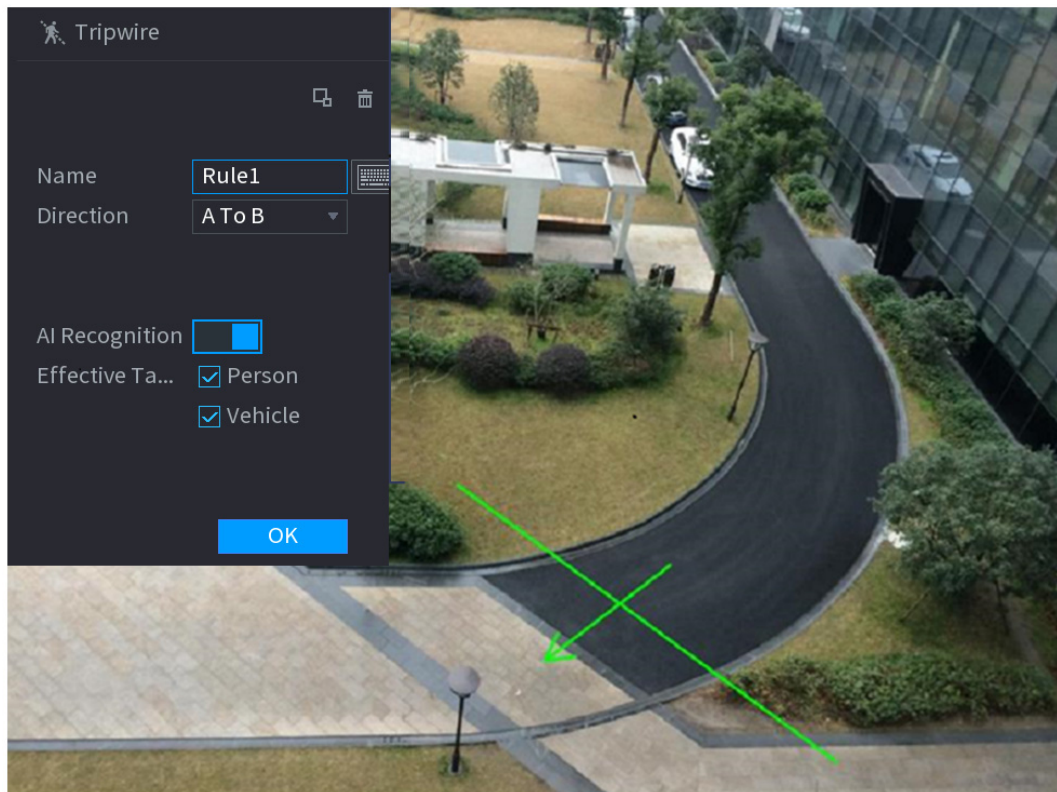 Tripwire
Name Rule1
Direction A To B
AI Recognition
Effective Ta... Person
Vehicle
OK